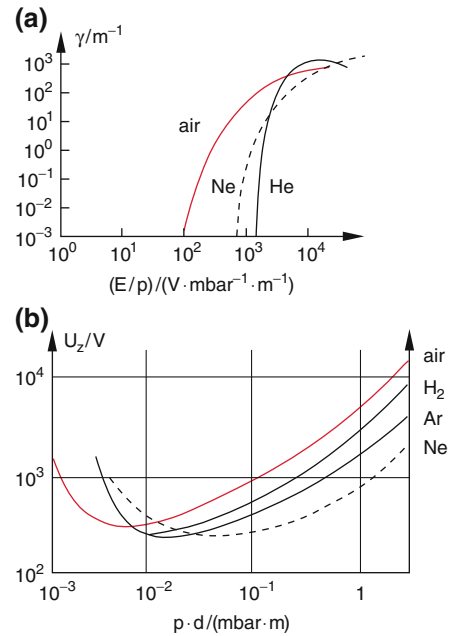 (a)
γ/m⁻¹
10³
10²
10¹
10⁰
10⁻¹
10⁻²
10⁻³
air
Ne
He
10⁰ 10¹ 10² 10³ 10⁴
(E/p)/(V·mbar⁻¹·m⁻¹)
(b)
U_z/V
air
H₂
Ar
Ne
10⁴
10³
10²
10⁻³ 10⁻² 10⁻¹ 1
p·d/(mbar·m)